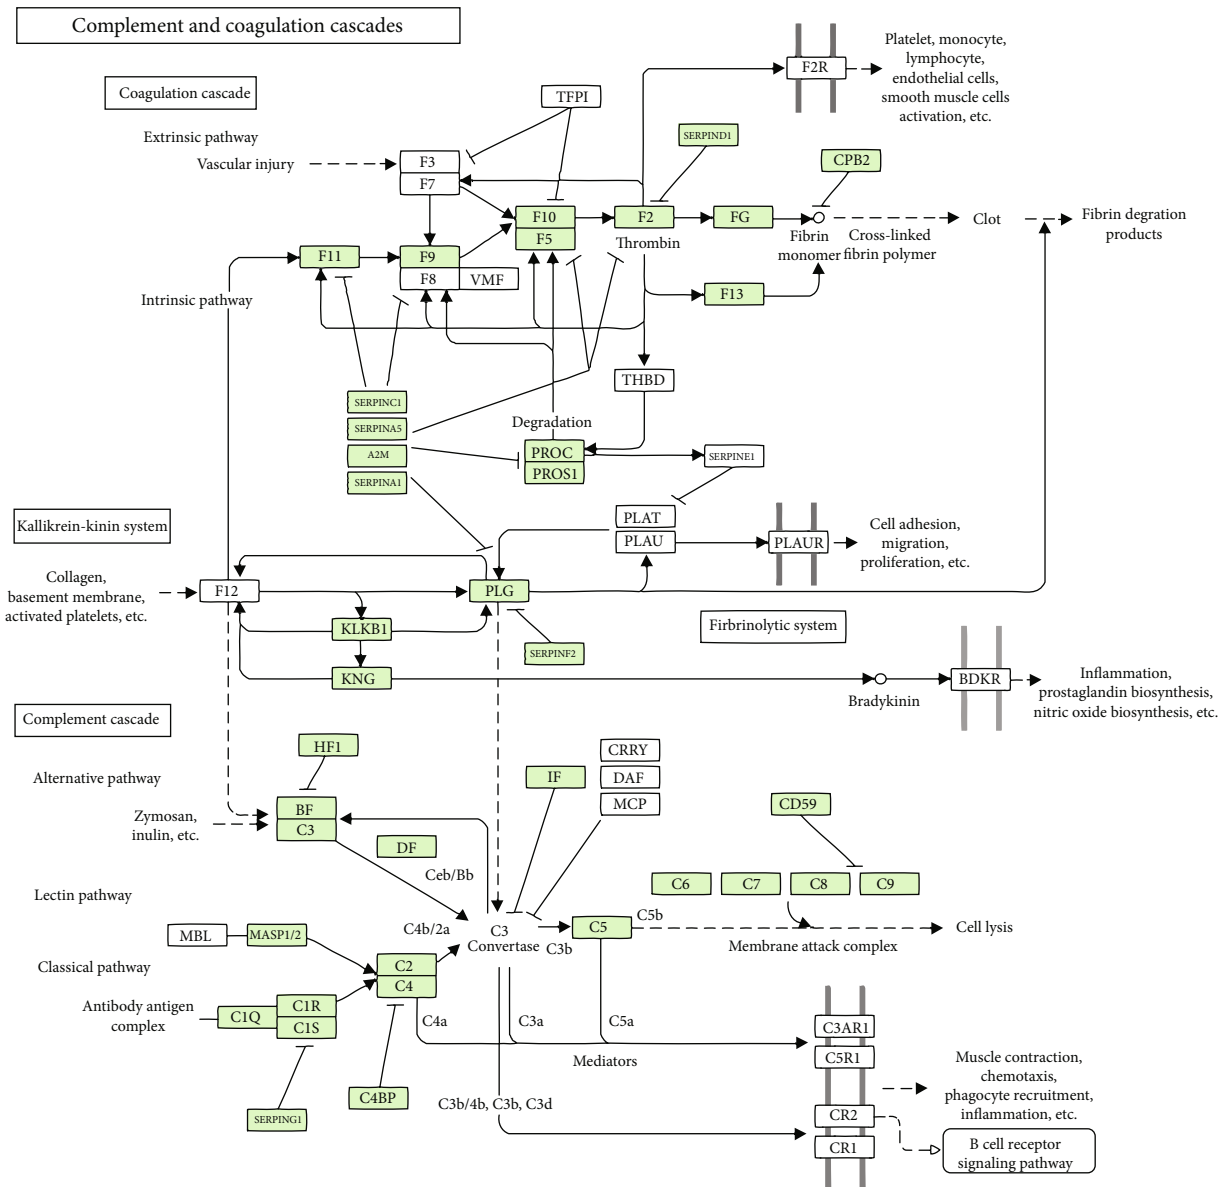 Complement and coagulation cascades
Coagulation cascade
Extrinsic pathway
Vascular injury
TFPI
F3
F7
F2R
Platelet, monocyte,
lymphocyte,
endothelial cells,
smooth muscle cells
activation, etc.
SERPIND1
CPB2
F10
F5
F2
Thrombin
FG
Fibrin
monomer
Cross-linked
fibrin polymer
Clot
Fibrin degration
products
F11
F9
F8
VMF
F13
Intrinsic pathway
THBD
SERPINC1
SERPINA5
A2M
SERPINA1
Degradation
PROC
PROS1
SERPINE1
Kallikrein-kinin system
PLAT
PLAU
PLAUR
Cell adhesion,
migration,
proliferation, etc.
Collagen,
basement membrane,
activated platelets, etc.
F12
PLG
KLKB1
SERPINF2
Firbrinolytic system
KNG
Bradykinin
BDKR
Inflammation,
prostaglandin biosynthesis,
nitric oxide biosynthesis, etc.
Complement cascade
HF1
Alternative pathway
IF
CRRY
DAF
MCP
CD59
Zymosan,
inulin, etc.
BF
C3
DF
Ceb/Bb
C6
C7
C8
C9
Lectin pathway
MBL
MASP1/2
C4b/2a
C3
Convertase
C3b
C5
C5b
Membrane attack complex
Cell lysis
Classical pathway
C2
C4
Antibody antigen
complex
C1Q
C1R
C1S
C4a
C3a
C5a
Mediators
C3AR1
C5R1
Muscle contraction,
chemotaxis,
phagocyte recruitment,
inflammation, etc.
SERPING1
C4BP
C3b/4b, C3b, C3d
CR2
CR1
B cell receptor
signaling pathway